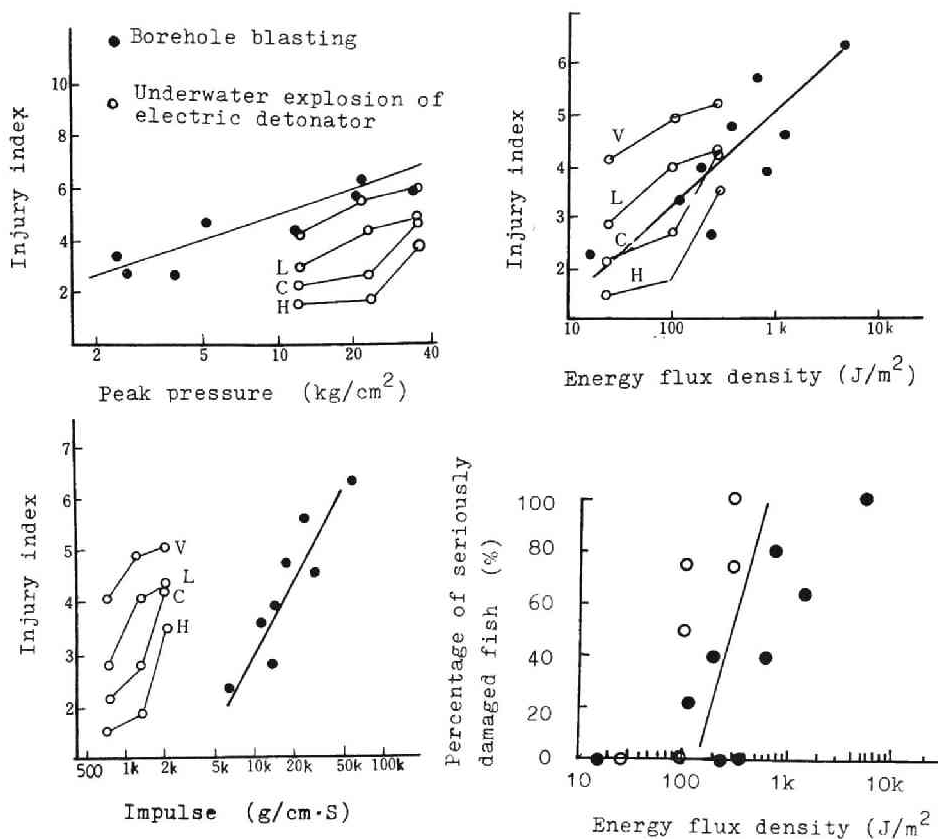 ● Borehole blasting
○ Underwater explosion of
electric detonator
Injury index
10
8
6
4
2
L
C
H
2 5 10 20 40
Peak pressure (kg/cm²)
Injury index
6
5
4
3
2
V
L
C
H
10 100 1k 10k
Energy flux density (J/m²)
Injury index
7
6
5
4
3
2
V
L
C
H
500 1k 2k 5k 10k 20k 50k 100k
Impulse (g/cm·S)
Percentage of seriously
damaged fish (%)
100
80
60
40
20
0
10 100 1k 10k
Energy flux density (J/m²